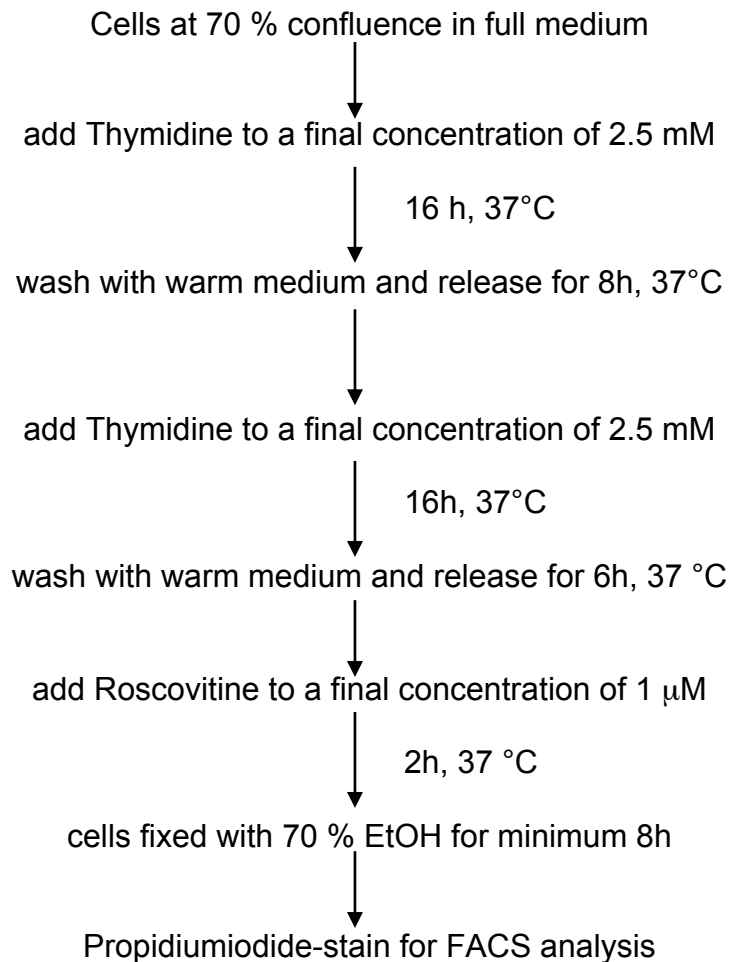 Cells at 70 % confluence in full medium
add Thymidine to a final concentration of 2.5 mM
16 h, 37°C
wash with warm medium and release for 8h, 37°C
add Thymidine to a final concentration of 2.5 mM
16h, 37°C
wash with warm medium and release for 6h, 37 °C
add Roscovitine to a final concentration of 1 μM
2h, 37 °C
cells fixed with 70 % EtOH for minimum 8h
Propidiumiodide-stain for FACS analysis